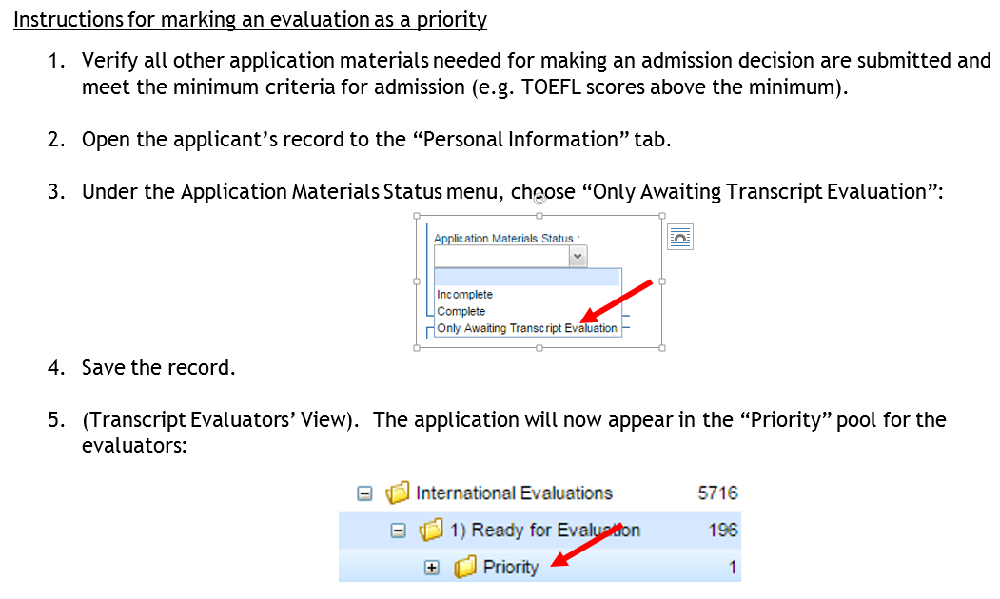 Instructions for marking an evaluation as a priority
1. Verify all other application materials needed for making an admission decision are submitted and
meet the minimum criteria for admission (e.g. TOEFL scores above the minimum).
2. Open the applicant’s record to the “Personal Information” tab.
3. Under the Application Materials Status menu, choose “Only Awaiting Transcript Evaluation”:
Application Materials Status :
Incomplete
Complete
Only Awaiting Transcript Evaluation
4. Save the record.
5. (Transcript Evaluators’ View). The application will now appear in the “Priority” pool for the
evaluators:
International Evaluations 5716
1) Ready for Evaluation 196
Priority 1